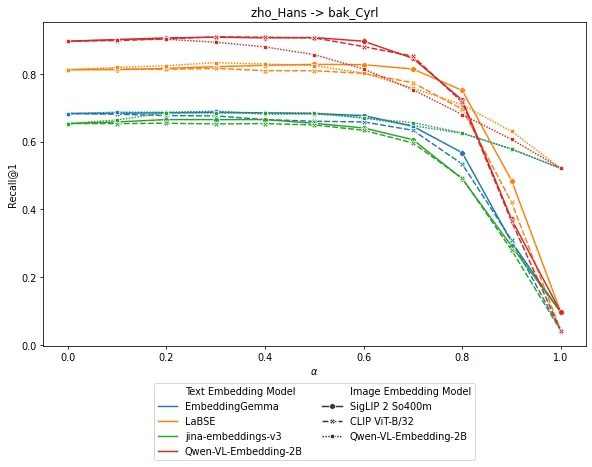 zho_Hans -> bak_Cyrl
Recall@1
0.8
0.6
0.4
0.2
0.0
0.0 0.2 0.4 0.6 0.8 1.0
α
Text Embedding Model Image Embedding Model
EmbeddingGemma SigLIP 2 So400m
LaBSE CLIP ViT-B/32
jina-embeddings-v3 Qwen-VL-Embedding-2B
Qwen-VL-Embedding-2B